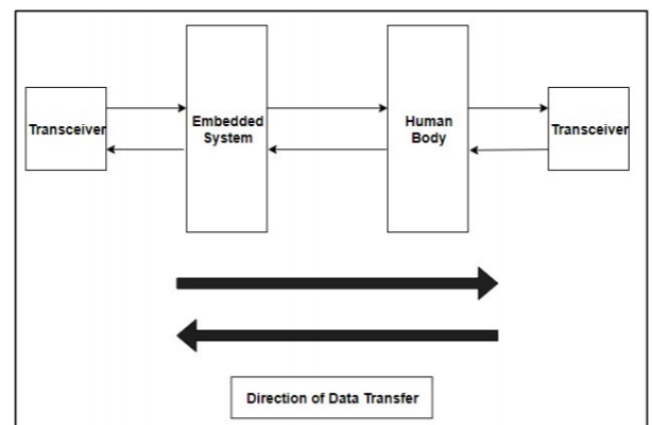 Transceiver
Embedded
System
Human
Body
Transceiver
Direction of Data Transfer